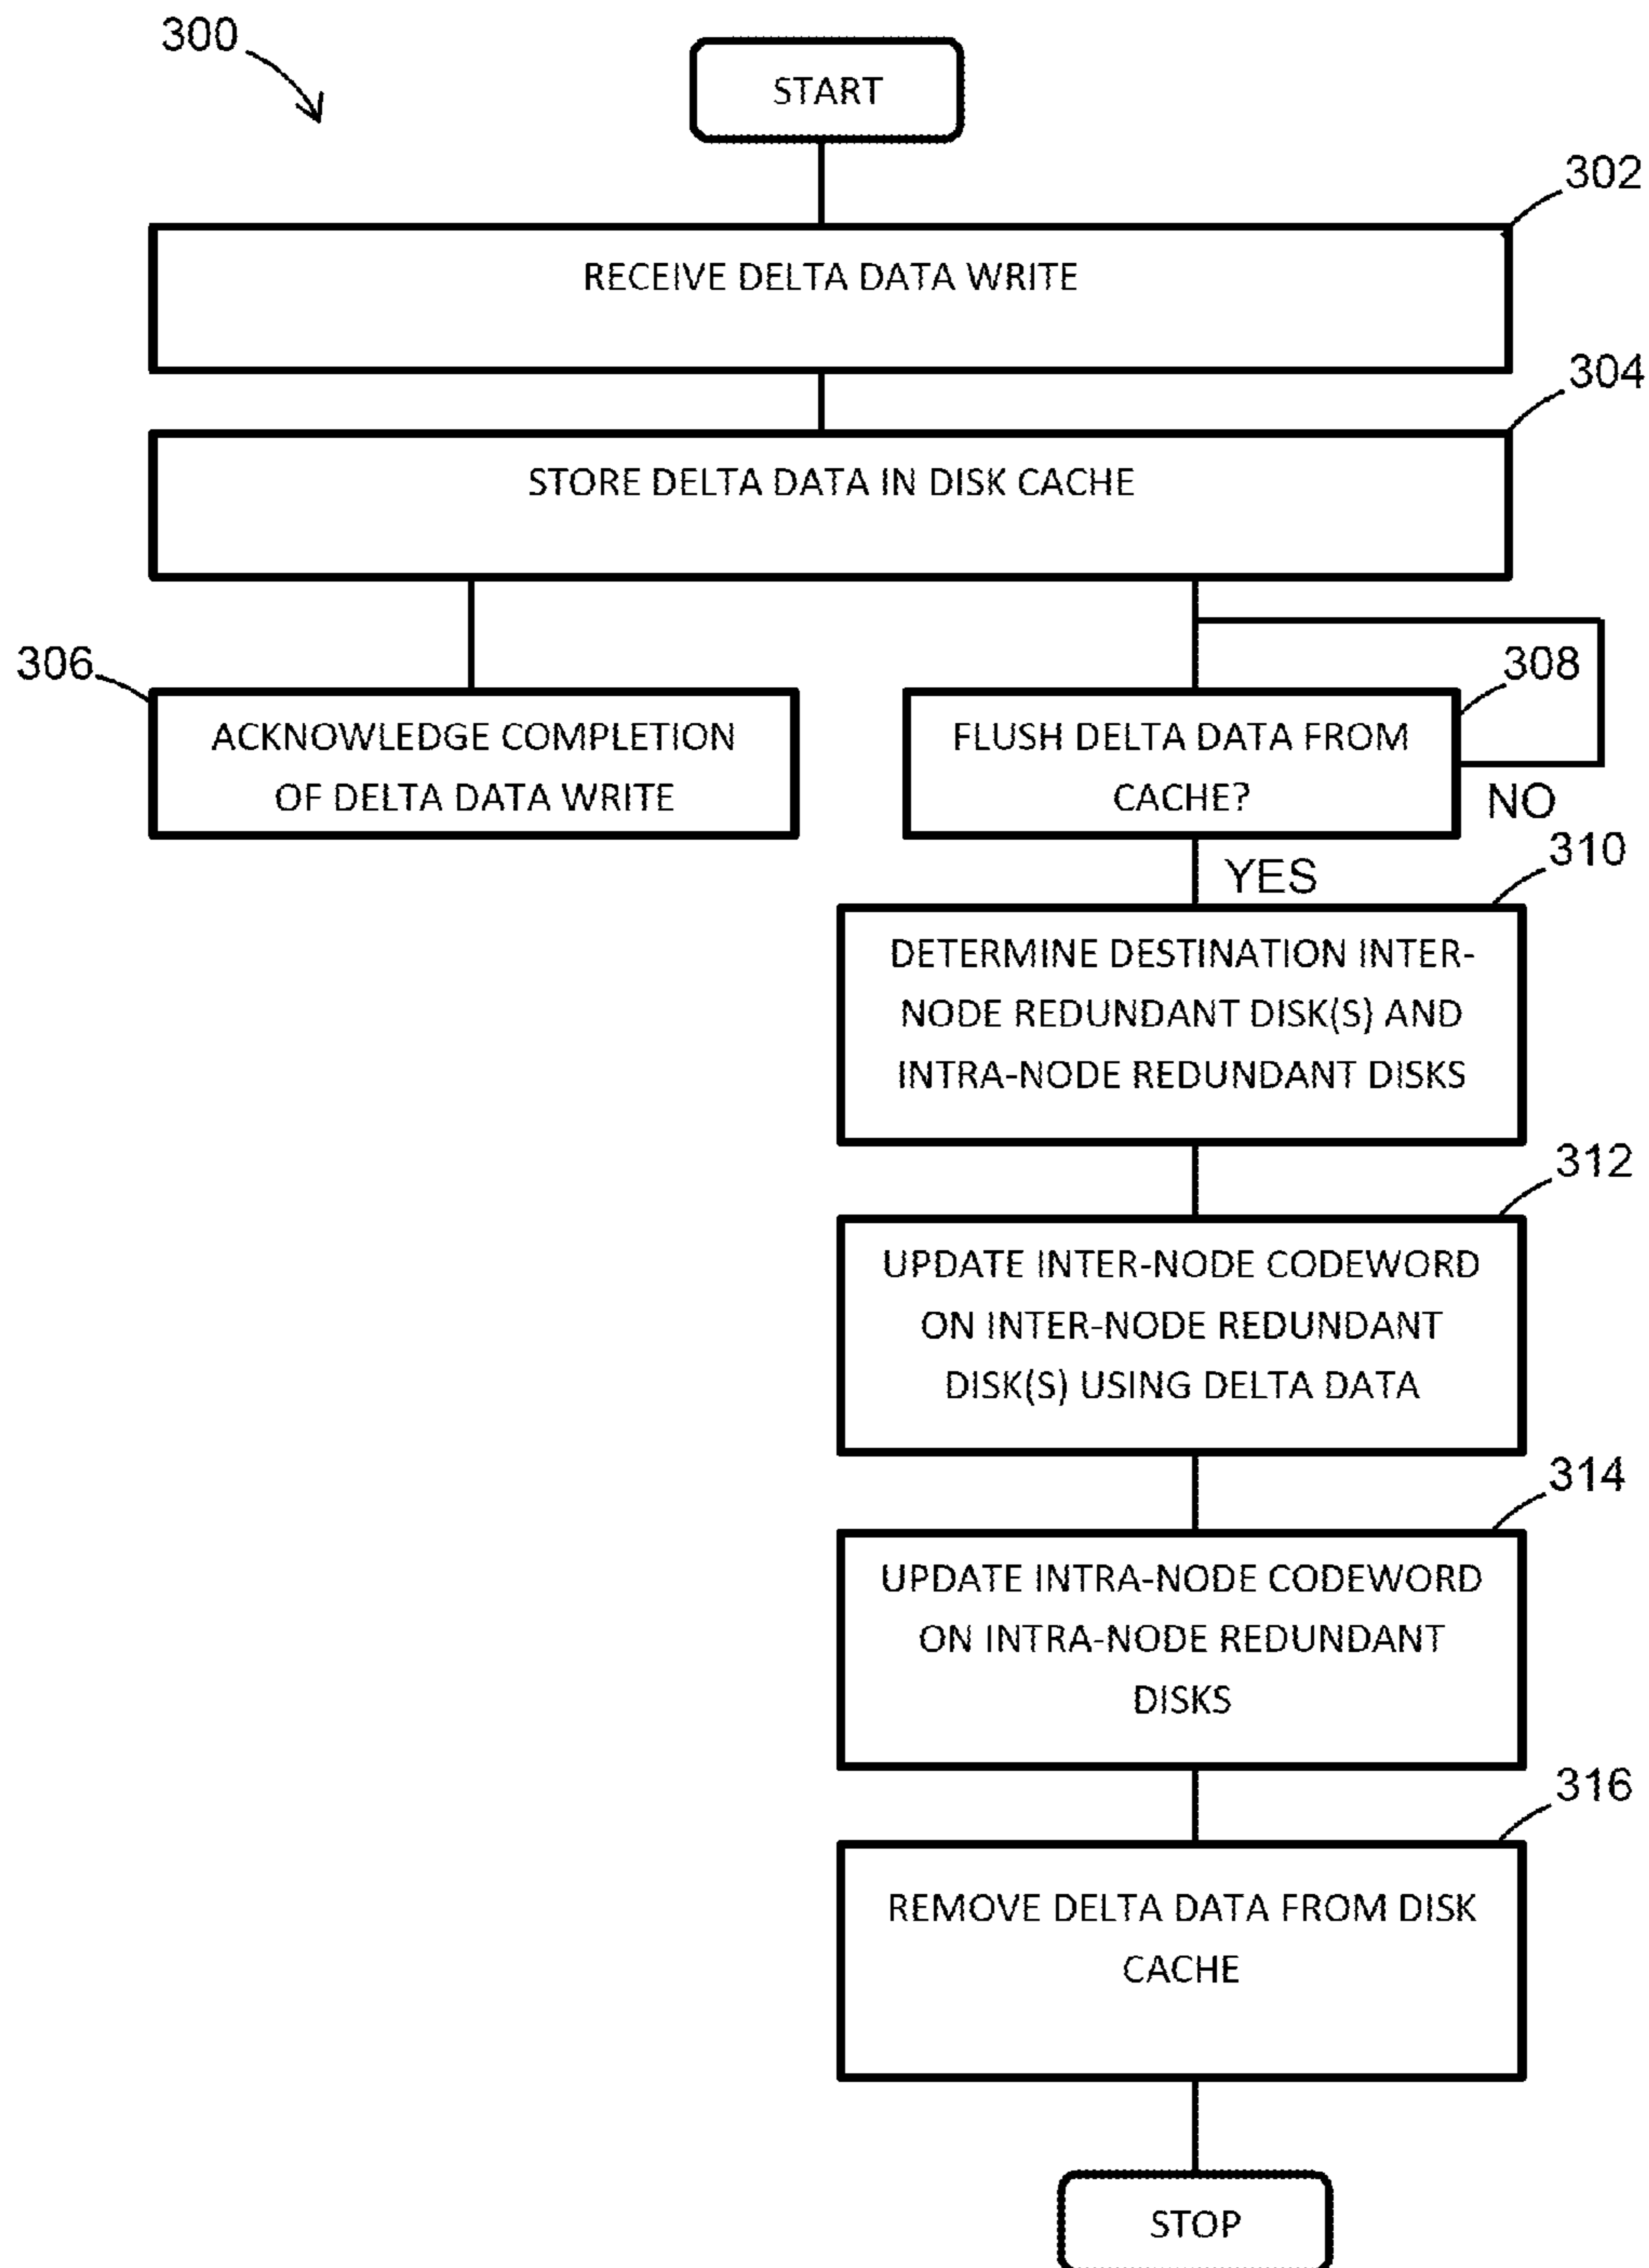 300
START
302
RECEIVE DELTA DATA WRITE
304
STORE DELTA DATA IN DISK CACHE
306
ACKNOWLEDGE COMPLETION
OF DELTA DATA WRITE
308
FLUSH DELTA DATA FROM
CACHE?
NO
YES
310
DETERMINE DESTINATION INTER-
NODE REDUNDANT DISK(S) AND
INTRA-NODE REDUNDANT DISKS
312
UPDATE INTER-NODE CODEWORD
ON INTER-NODE REDUNDANT
DISK(S) USING DELTA DATA
314
UPDATE INTRA-NODE CODEWORD
ON INTRA-NODE REDUNDANT
DISKS
316
REMOVE DELTA DATA FROM DISK
CACHE
STOP